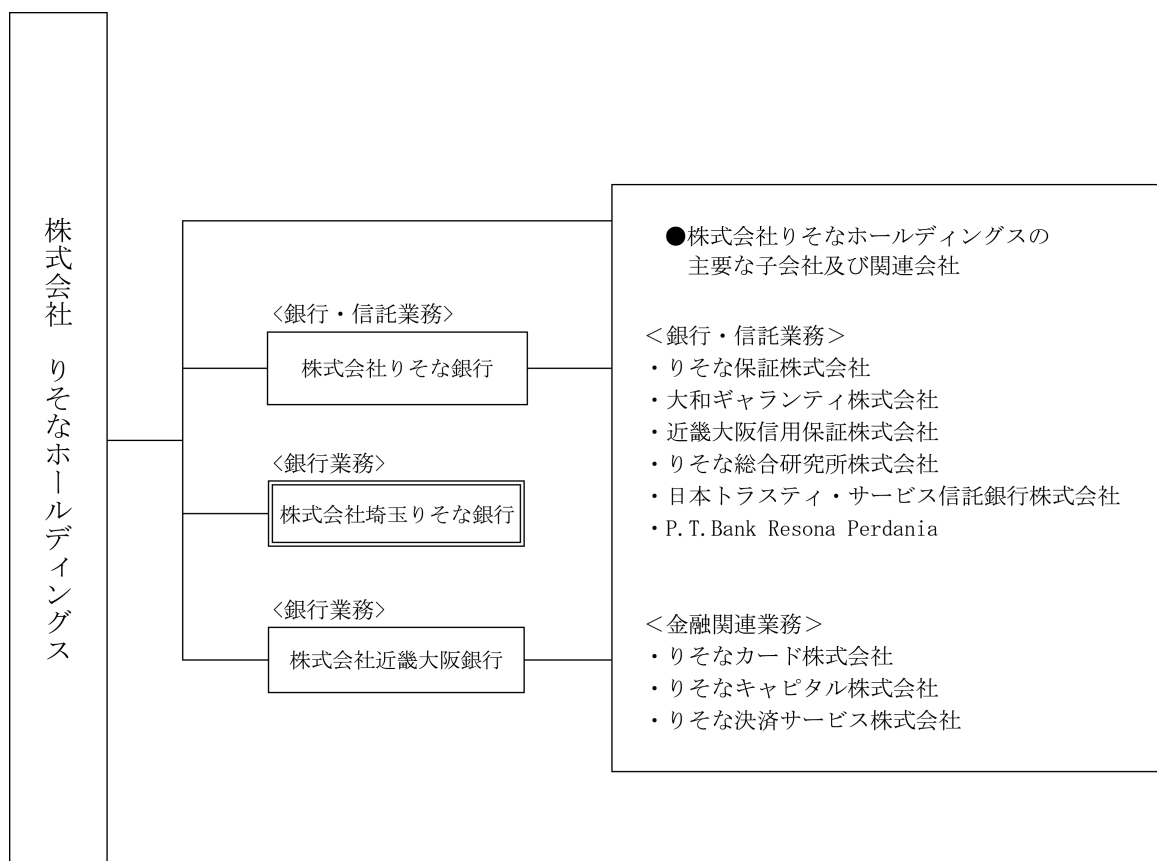 株式会社 りそなホールディングス
<銀行・信託業務>
株式会社りそな銀行
<銀行業務>
株式会社埼玉りそな銀行
<銀行業務>
株式会社近畿大阪銀行
●株式会社りそなホールディングスの
主要な子会社及び関連会社
＜銀行・信託業務＞
・りそな保証株式会社
・大和ギャランティ株式会社
・近畿大阪信用保証株式会社
・りそな総合研究所株式会社
・日本トラスティ・サービス信託銀行株式会社
・P.T.Bank Resona Perdania
＜金融関連業務＞
・りそなカード株式会社
・りそなキャピタル株式会社
・りそな決済サービス株式会社